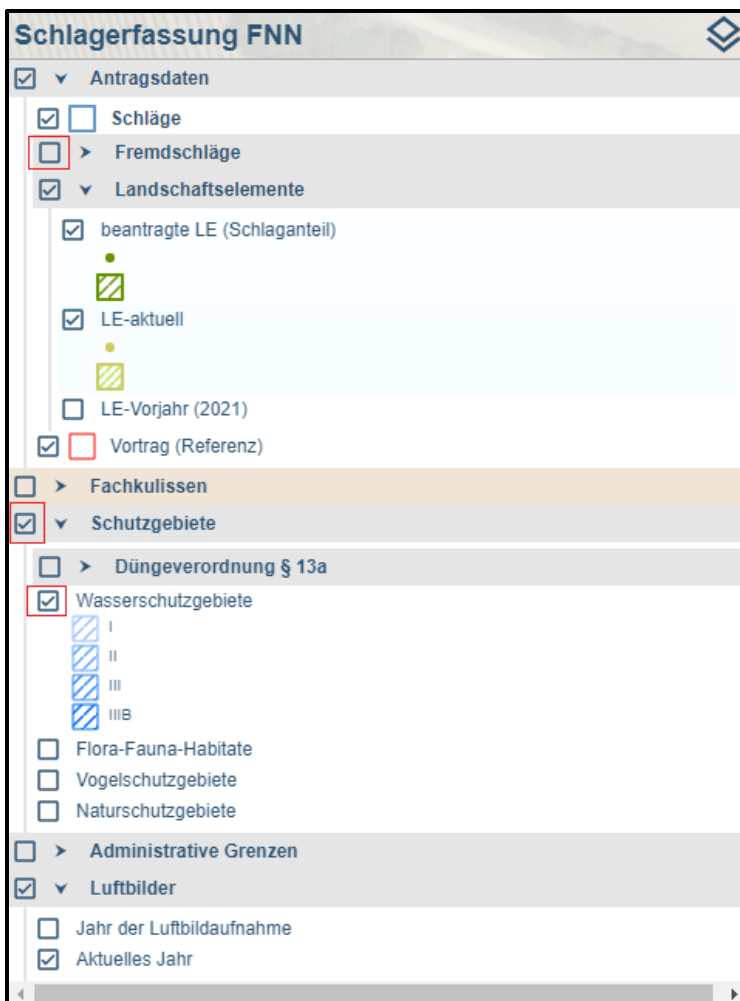 Schlagerfassung FNN
Antragsdaten
Schläge
Fremdschläge
Landschaftselemente
beantragte LE (Schlaganteil)
LE-aktuell
LE-Vorjahr (2021)
Vortrag (Referenz)
Fachkulissen
Schutzgebiete
Düngeverordnung § 13a
Wasserschutzgebiete
I
II
III
IIIB
Flora-Fauna-Habitate
Vogelschutzgebiete
Naturschutzgebiete
Administrative Grenzen
Luftbilder
Jahr der Luftbildaufnahme
Aktuelles Jahr